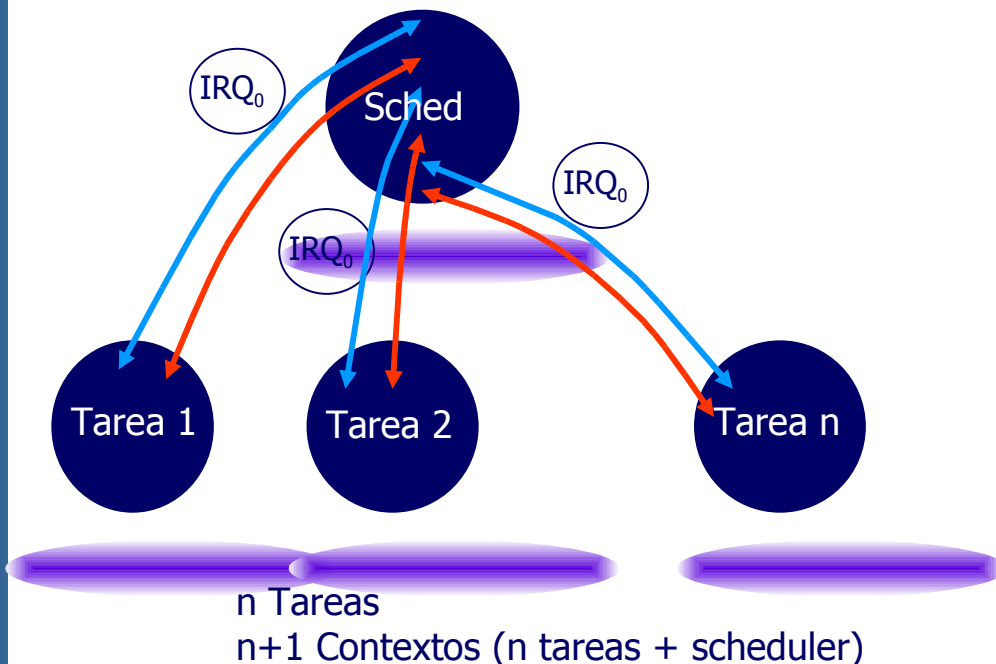 IRQ₀
Sched
IRQ₀
IRQ₀
Tarea 1
Tarea 2
Tarea n
n Tareas
n+1 Contextos (n tareas + scheduler)